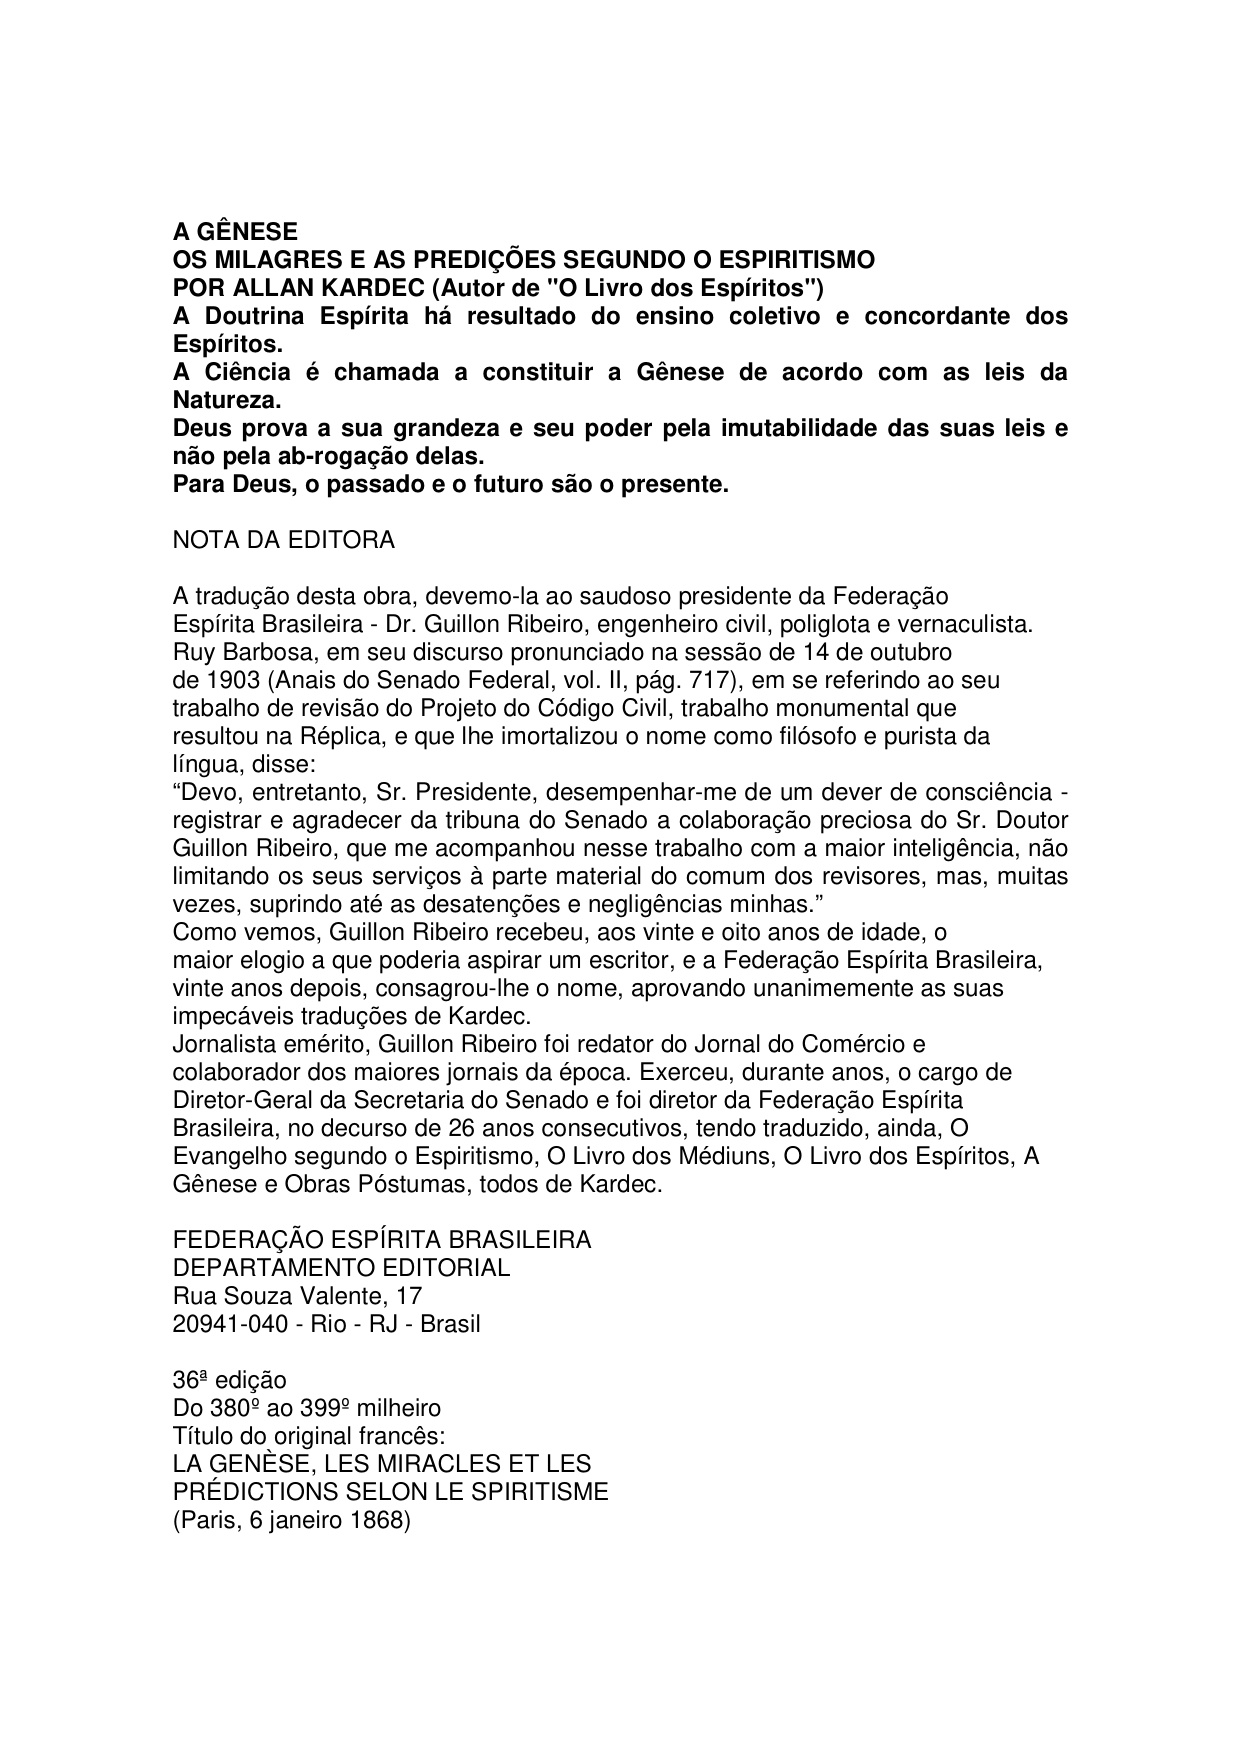 A GÊNESE
OS MILAGRES E AS PREDIÇÕES SEGUNDO O ESPIRITISMO
POR ALLAN KARDEC (Autor de "O Livro dos Espíritos")
A Doutrina Espírita há resultado do ensino coletivo e concordante dos
Espíritos.
A Ciência é chamada a constituir a Gênese de acordo com as leis da
Natureza.
Deus prova a sua grandeza e seu poder pela imutabilidade das suas leis e
não pela ab-rogação delas.
Para Deus, o passado e o futuro são o presente.
NOTA DA EDITORA
A tradução desta obra, devemo-la ao saudoso presidente da Federação
Espírita Brasileira - Dr. Guillon Ribeiro, engenheiro civil, poliglota e vernaculista.
Ruy Barbosa, em seu discurso pronunciado na sessão de 14 de outubro
de 1903 (Anais do Senado Federal, vol. II, pág. 717), em se referindo ao seu
trabalho de revisão do Projeto do Código Civil, trabalho monumental que
resultou na Réplica, e que lhe imortalizou o nome como filósofo e purista da
língua, disse:
“Devo, entretanto, Sr. Presidente, desempenhar-me de um dever de consciência -
registrar e agradecer da tribuna do Senado a colaboração preciosa do Sr. Doutor
Guillon Ribeiro, que me acompanhou nesse trabalho com a maior inteligência, não
limitando os seus serviços à parte material do comum dos revisores, mas, muitas
vezes, suprindo até as desatenções e negligências minhas.”
Como vemos, Guillon Ribeiro recebeu, aos vinte e oito anos de idade, o
maior elogio a que poderia aspirar um escritor, e a Federação Espírita Brasileira,
vinte anos depois, consagrou-lhe o nome, aprovando unanimemente as suas
impecáveis traduções de Kardec.
Jornalista emérito, Guillon Ribeiro foi redator do Jornal do Comércio e
colaborador dos maiores jornais da época. Exerceu, durante anos, o cargo de
Diretor-Geral da Secretaria do Senado e foi diretor da Federação Espírita
Brasileira, no decurso de 26 anos consecutivos, tendo traduzido, ainda, O
Evangelho segundo o Espiritismo, O Livro dos Médiuns, O Livro dos Espíritos, A
Gênese e Obras Póstumas, todos de Kardec.
FEDERAÇÃO ESPÍRITA BRASILEIRA
DEPARTAMENTO EDITORIAL
Rua Souza Valente, 17
20941-040 - Rio - RJ - Brasil
36ª edição
Do 380º ao 399º milheiro
Título do original francês:
LA GENÈSE, LES MIRACLES ET LES
PRÉDICTIONS SELON LE SPIRITISME
(Paris, 6 janeiro 1868)